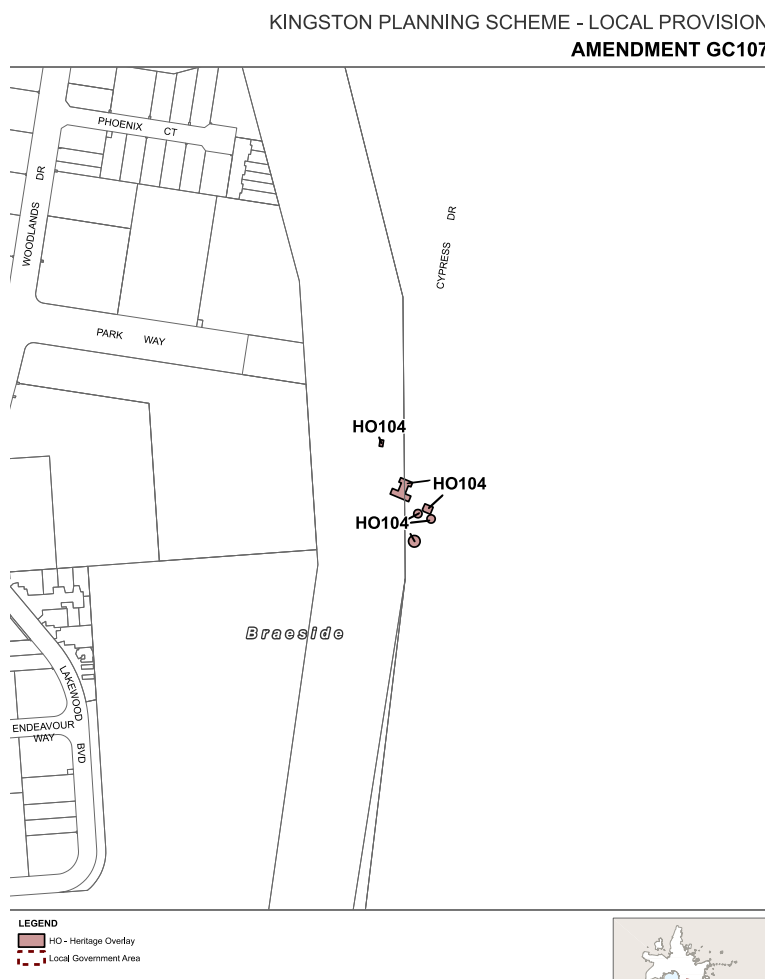 KINGSTON PLANNING SCHEME - LOCAL PROVISION
AMENDMENT GC107
PHOENIX CT
WOODLANDS DR
CYPRESS DR
PARK WAY
HO104
HO104
HO104
Braeside
LAKEWOOD BVD
ENDEAVOUR
WAY
LEGEND
HO - Heritage Overlay
Local Government Area